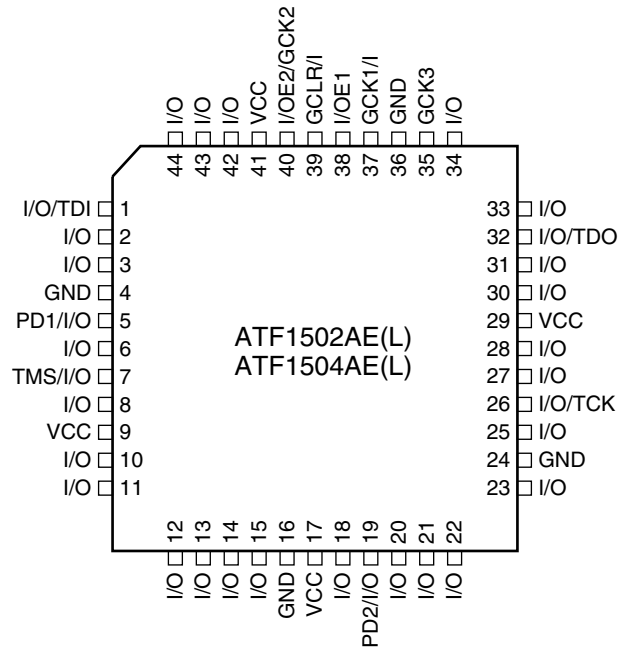 I/O
I/O
I/O
VCC
I/OE2/GCK2
GCLR/I
I/OE1
GCK1/I
GND
GCK3
I/O
44
43
42
41
40
39
38
37
36
35
34
I/O/TDI 1
I/O 2
I/O 3
GND 4
PD1/I/O 5
I/O 6
TMS/I/O 7
I/O 8
VCC 9
I/O 10
I/O 11
33 I/O
32 I/O/TDO
31 I/O
30 I/O
29 VCC
28 I/O
27 I/O
26 I/O/TCK
25 I/O
24 GND
23 I/O
ATF1502AE(L)
ATF1504AE(L)
12
13
14
15
16
17
18
19
20
21
22
I/O
I/O
I/O
I/O
GND
VCC
I/O
PD2/I/O
I/O
I/O
I/O